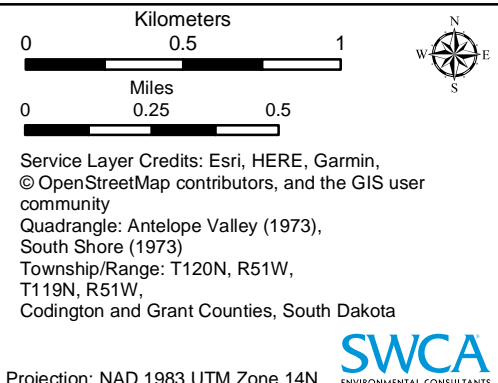 Kilometers
0 0.5 1
N
W E
S
Miles
0 0.25 0.5
Service Layer Credits: Esri, HERE, Garmin,
© OpenStreetMap contributors, and the GIS user
community
Quadrangle: Antelope Valley (1973),
South Shore (1973)
Township/Range: T120N, R51W,
T119N, R51W,
Codington and Grant Counties, South Dakota
SWCA
ENVIRONMENTAL CONSULTANTS
Projection: NAD 1983 UTM Zone 14N